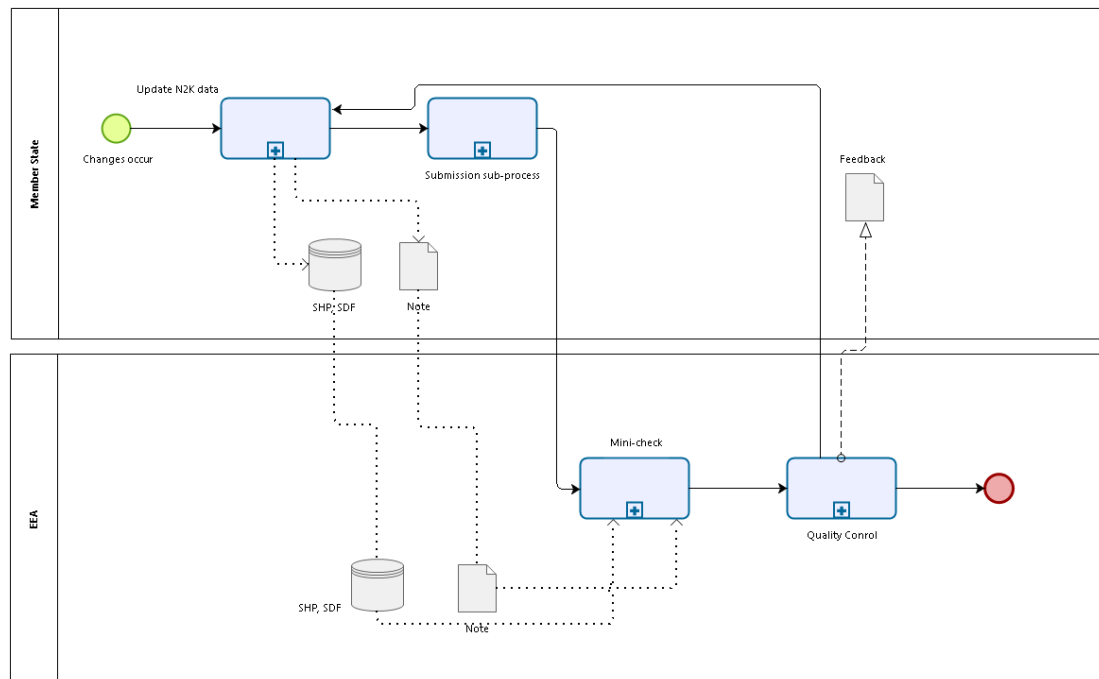 Member State
Update N2K data
Changes occur
Submission sub-process
Feedback
SHP, SDF
Note
EEA
Mini-check
Quality Conrol
SHP, SDF
Note